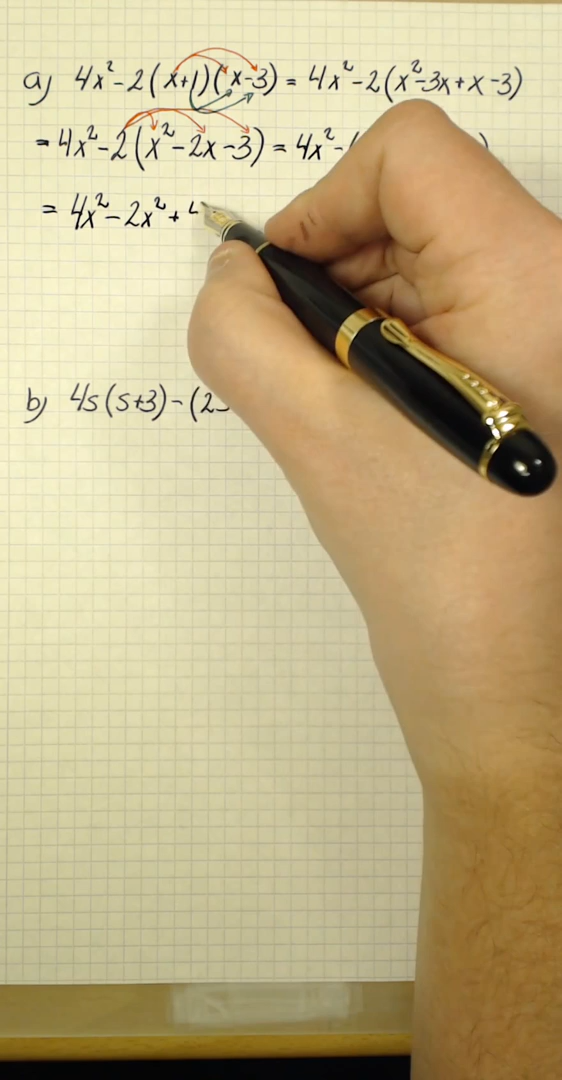 a) 4x²-2(x+1)(x-3) = 4x²-2(x²-3x+x-3)
= 4x²-2(x²-2x-3) = 4x²-( )
= 4x²-2x²+4
b) 4s(s+3)-(2